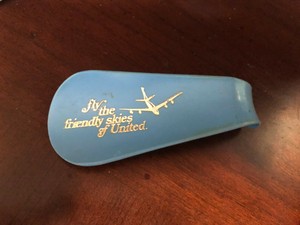 fly
the
friendly skies
of United.